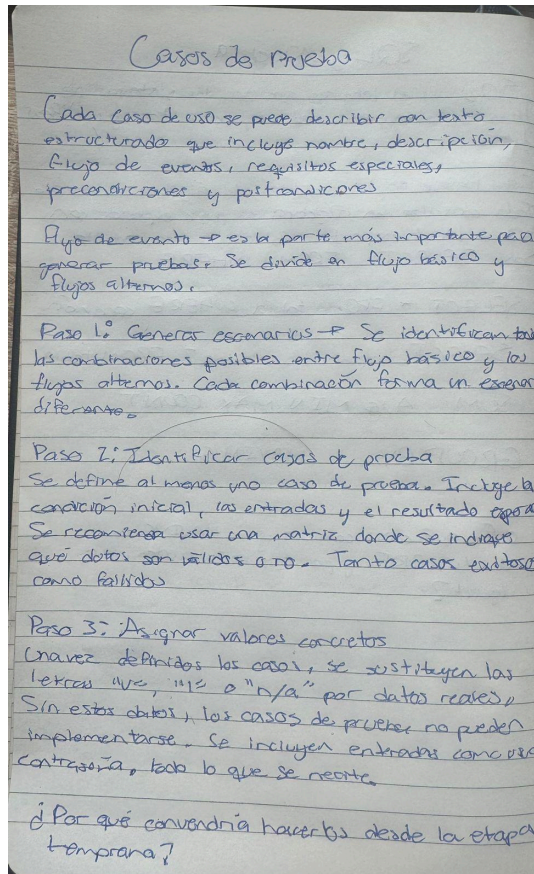 Casos de Prueba
Cada caso de uso se puede describir con texto
estructurado que incluye nombre, descripción,
flujo de eventos, requisitos especiales,
precondiciones y postcondicones
Flujo de evento → es la parte más importante para
generar pruebas. Se divide en flujo básico y
flujos alternos.
Paso 1: Generar escenarios → Se identifican
las combinaciones posibles entre flujo básico y los
flujos alternos. Cada combinación forma un escenar
diferente.
Paso 2: Identificar casos de prueba
Se define al menos uno caso de prueba. Incluye la
condición inicial, las entradas y el resultado espera
Se recomienda usar una matriz donde se indique
qué datos son válidos o no. Tanto casos exitoso
como fallidos
Paso 3: Asignar valores concretos
Una vez definidos los casos, se sustituyen las
letras "V", "I" o "n/a" por datos reales,
Sin estos datos, los casos de prueba no pueden
implementarse. Se incluyen entradas como
contraseña, todo lo que se necite.
¿Por qué convendría hacerlos desde la etapa
temprana?